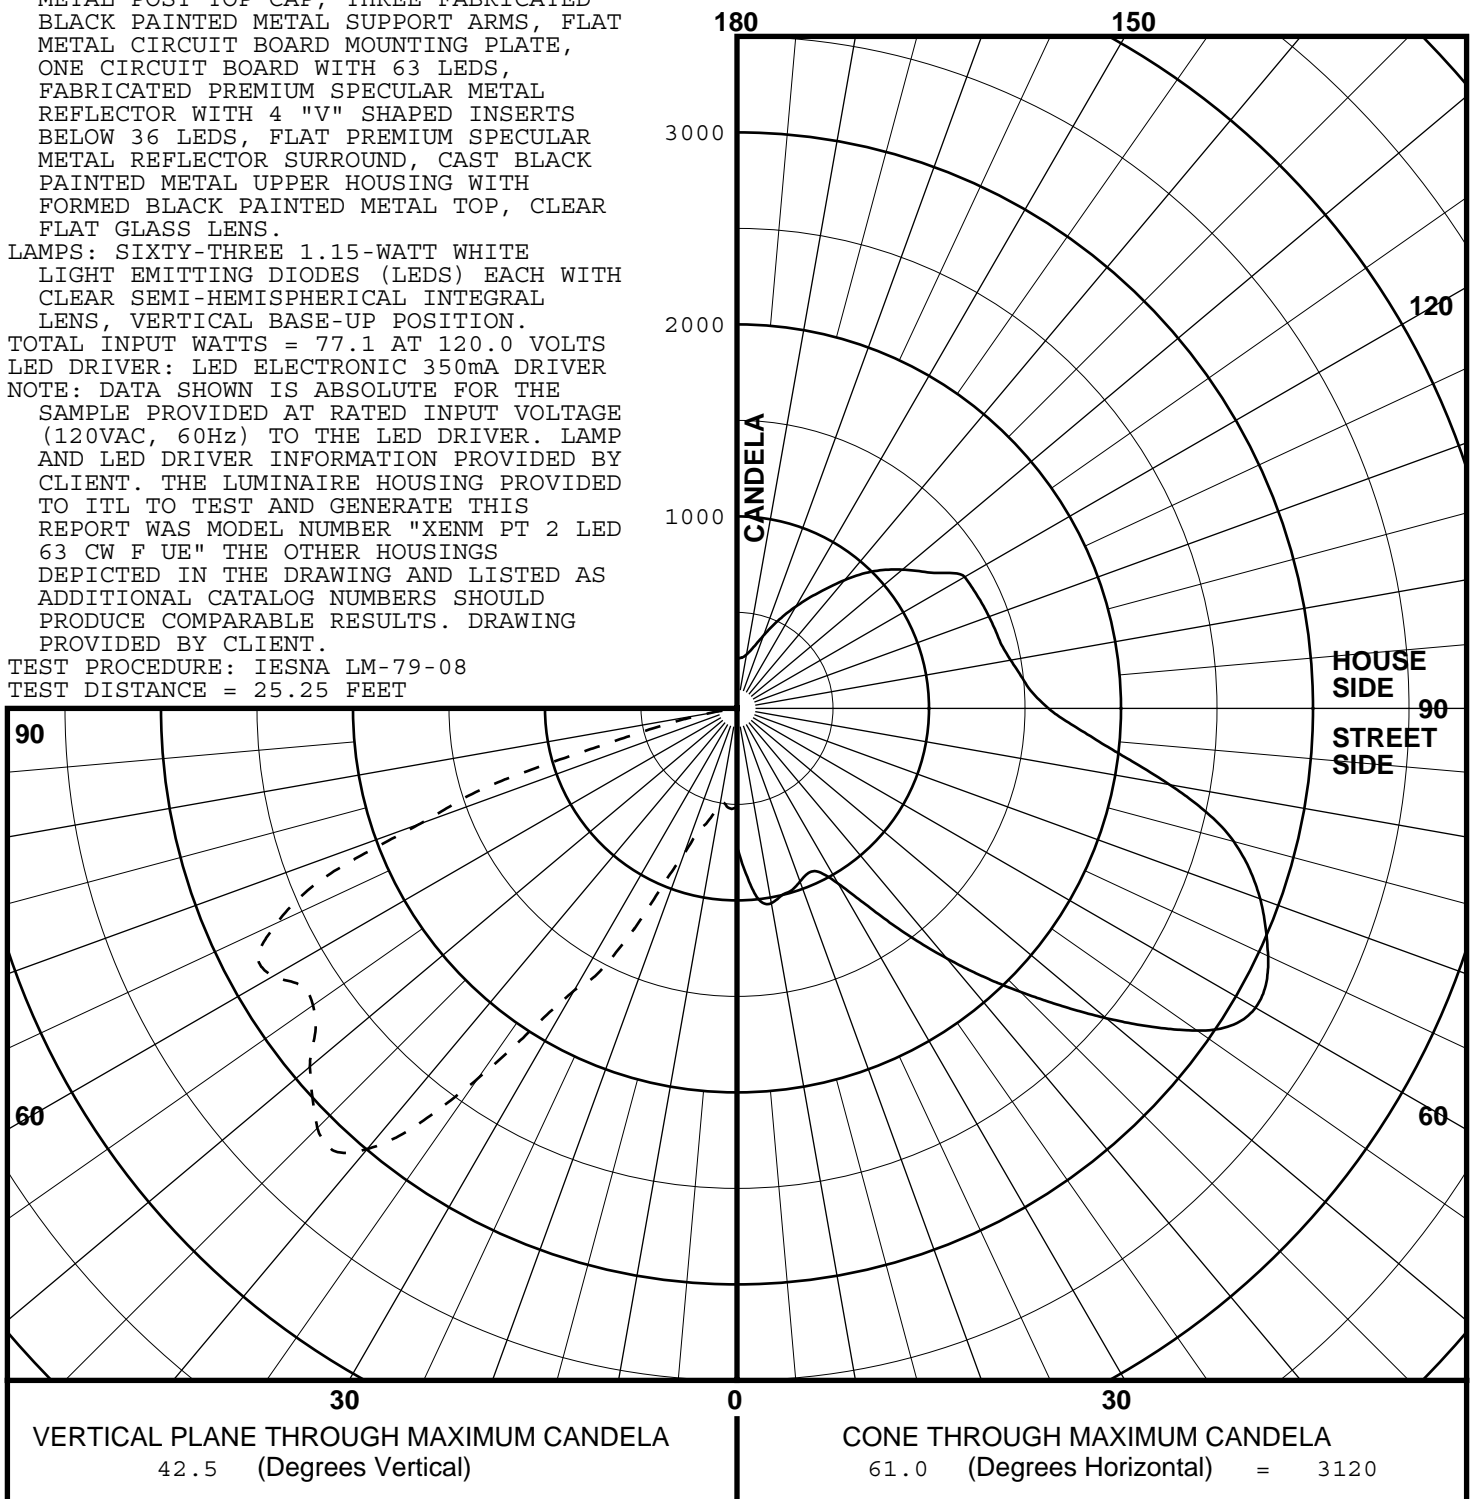 METAL POST TOP CAP, THREE FABRICATED
BLACK PAINTED METAL SUPPORT ARMS, FLAT
METAL CIRCUIT BOARD MOUNTING PLATE,
ONE CIRCUIT BOARD WITH 63 LEDS,
FABRICATED PREMIUM SPECULAR METAL
REFLECTOR WITH 4 "V" SHAPED INSERTS
BELOW 36 LEDS, FLAT PREMIUM SPECULAR
METAL REFLECTOR SURROUND, CAST BLACK
PAINTED METAL UPPER HOUSING WITH
FORMED BLACK PAINTED METAL TOP, CLEAR
FLAT GLASS LENS.
LAMPS: SIXTY-THREE 1.15-WATT WHITE
LIGHT EMITTING DIODES (LEDS) EACH WITH
CLEAR SEMI-HEMISPHERICAL INTEGRAL
LENS, VERTICAL BASE-UP POSITION.
TOTAL INPUT WATTS = 77.1 AT 120.0 VOLTS
LED DRIVER: LED ELECTRONIC 350mA DRIVER
NOTE: DATA SHOWN IS ABSOLUTE FOR THE
SAMPLE PROVIDED AT RATED INPUT VOLTAGE
(120VAC, 60Hz) TO THE LED DRIVER. LAMP
AND LED DRIVER INFORMATION PROVIDED BY
CLIENT. THE LUMINAIRE HOUSING PROVIDED
TO ITL TO TEST AND GENERATE THIS
REPORT WAS MODEL NUMBER "XENM PT 2 LED
63 CW F UE" THE OTHER HOUSINGS
DEPICTED IN THE DRAWING AND LISTED AS
ADDITIONAL CATALOG NUMBERS SHOULD
PRODUCE COMPARABLE RESULTS. DRAWING
PROVIDED BY CLIENT.
TEST PROCEDURE: IESNA LM-79-08
TEST DISTANCE = 25.25 FEET
180
150
3000
120
2000
CANDELA
1000
HOUSE
SIDE
90
90
STREET
SIDE
60
60
30
0
30
VERTICAL PLANE THROUGH MAXIMUM CANDELA
42.5 (Degrees Vertical)
CONE THROUGH MAXIMUM CANDELA
61.0 (Degrees Horizontal) = 3120